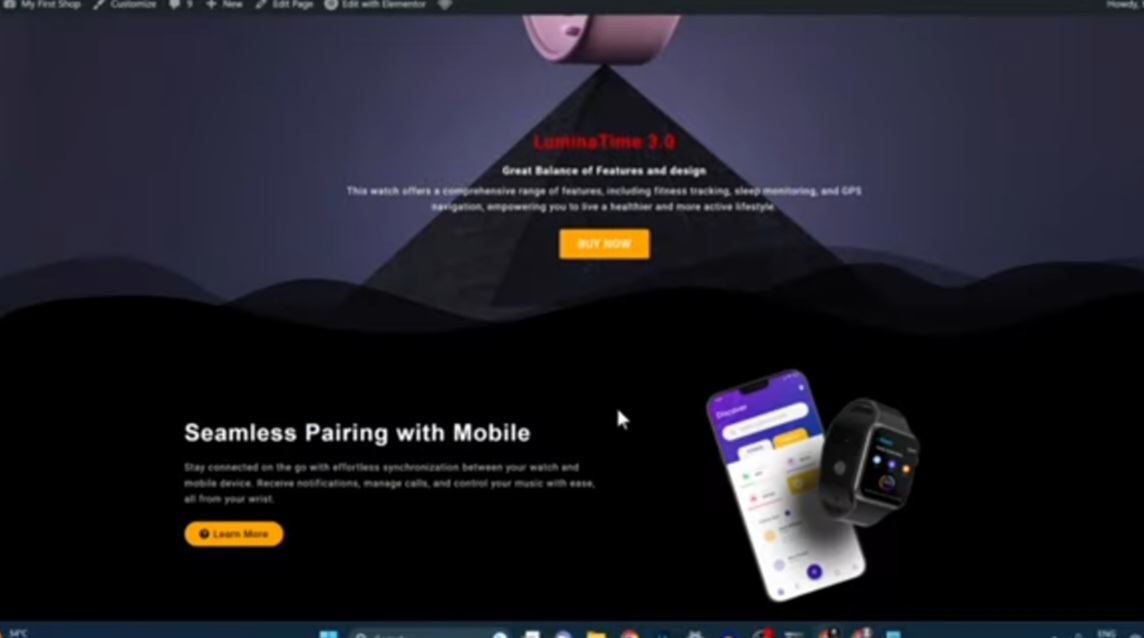 My First Shop Customize 9 New Edit Page Edit with Elementor Howdy,
LuminaTime 3.0
Great Balance of Features and design
This watch offers a comprehensive range of features, including fitness tracking, sleep monitoring, and GPS
navigation, empowering you to live a healthier and more active lifestyle.
BUY NOW
Seamless Pairing with Mobile
Stay connected on the go with effortless synchronization between your watch and
mobile device. Receive notifications, manage calls, and control your music with ease,
all from your wrist.
Learn More
Discover
34°C Search ENG